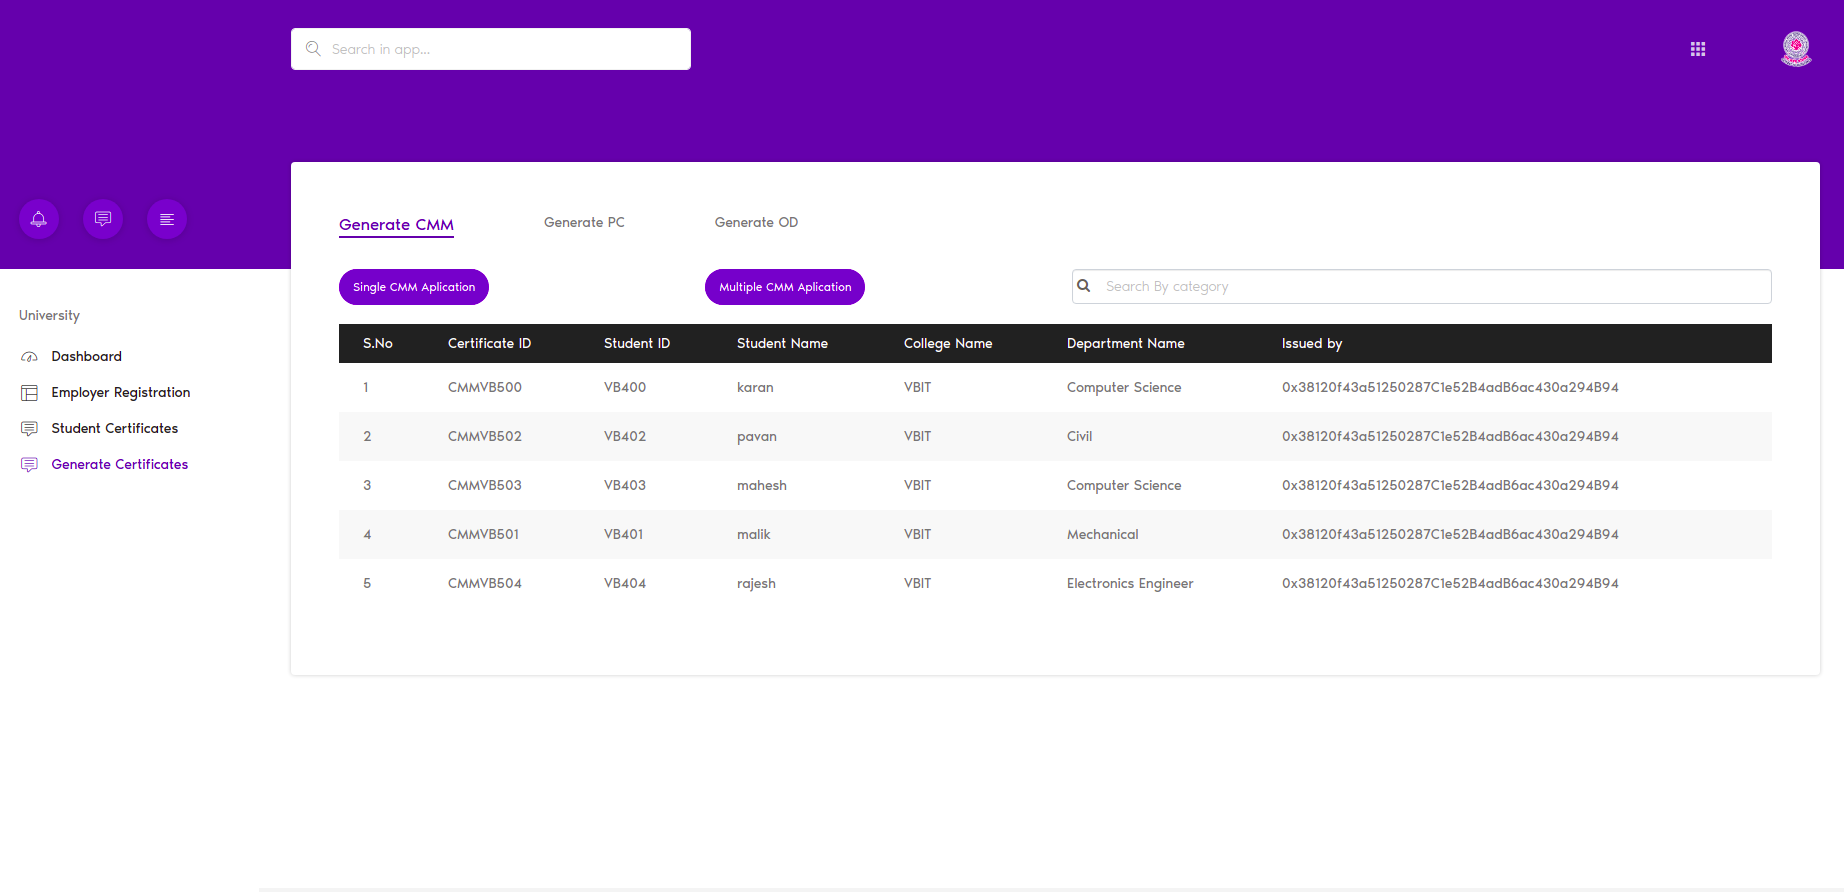 Search in app...
Generate CMM Generate PC Generate OD
Single CMM Aplication Multiple CMM Aplication Search By category
University
Dashboard
Employer Registration
Student Certificates
Generate Certificates
S.No Certificate ID Student ID Student Name College Name Department Name Issued by
1 CMMVB500 VB400 karan VBIT Computer Science 0x38120f43a51250287C1e52B4adB6ac430a294B94
2 CMMVB502 VB402 pavan VBIT Civil 0x38120f43a51250287C1e52B4adB6ac430a294B94
3 CMMVB503 VB403 mahesh VBIT Computer Science 0x38120f43a51250287C1e52B4adB6ac430a294B94
4 CMMVB501 VB401 malik VBIT Mechanical 0x38120f43a51250287C1e52B4adB6ac430a294B94
5 CMMVB504 VB404 rajesh VBIT Electronics Engineer 0x38120f43a51250287C1e52B4adB6ac430a294B94